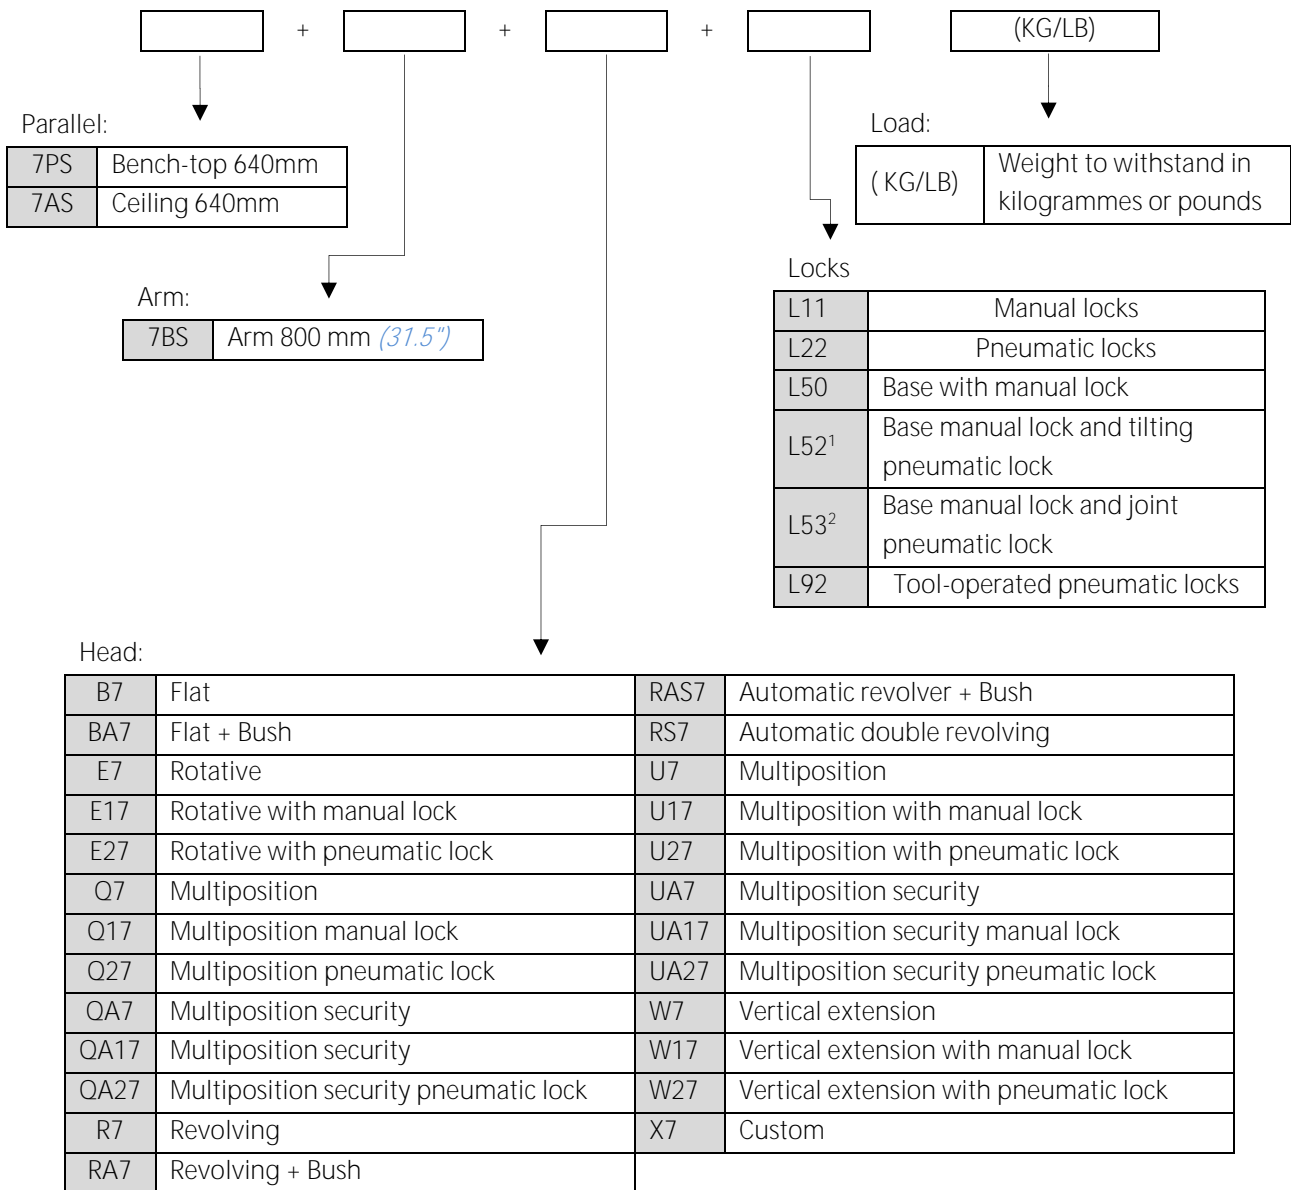 + + + (KG/LB)
Parallel:
7PS Bench-top 640mm
7AS Ceiling 640mm
Load:
( KG/LB) Weight to withstand in
kilogrammes or pounds
Arm:
7BS Arm 800 mm (31.5")
Locks
L11 Manual locks
L22 Pneumatic locks
L50 Base with manual lock
L52¹ Base manual lock and tilting
pneumatic lock
L53² Base manual lock and joint
pneumatic lock
L92 Tool-operated pneumatic locks
Head:
B7 Flat RAS7 Automatic revolver + Bush
BA7 Flat + Bush RS7 Automatic double revolving
E7 Rotative U7 Multiposition
E17 Rotative with manual lock U17 Multiposition with manual lock
E27 Rotative with pneumatic lock U27 Multiposition with pneumatic lock
Q7 Multiposition UA7 Multiposition security
Q17 Multiposition manual lock UA17 Multiposition security manual lock
Q27 Multiposition pneumatic lock UA27 Multiposition security pneumatic lock
QA7 Multiposition security W7 Vertical extension
QA17 Multiposition security W17 Vertical extension with manual lock
QA27 Multiposition security pneumatic lock W27 Vertical extension with pneumatic lock
R7 Revolving X7 Custom
RA7 Revolving + Bush